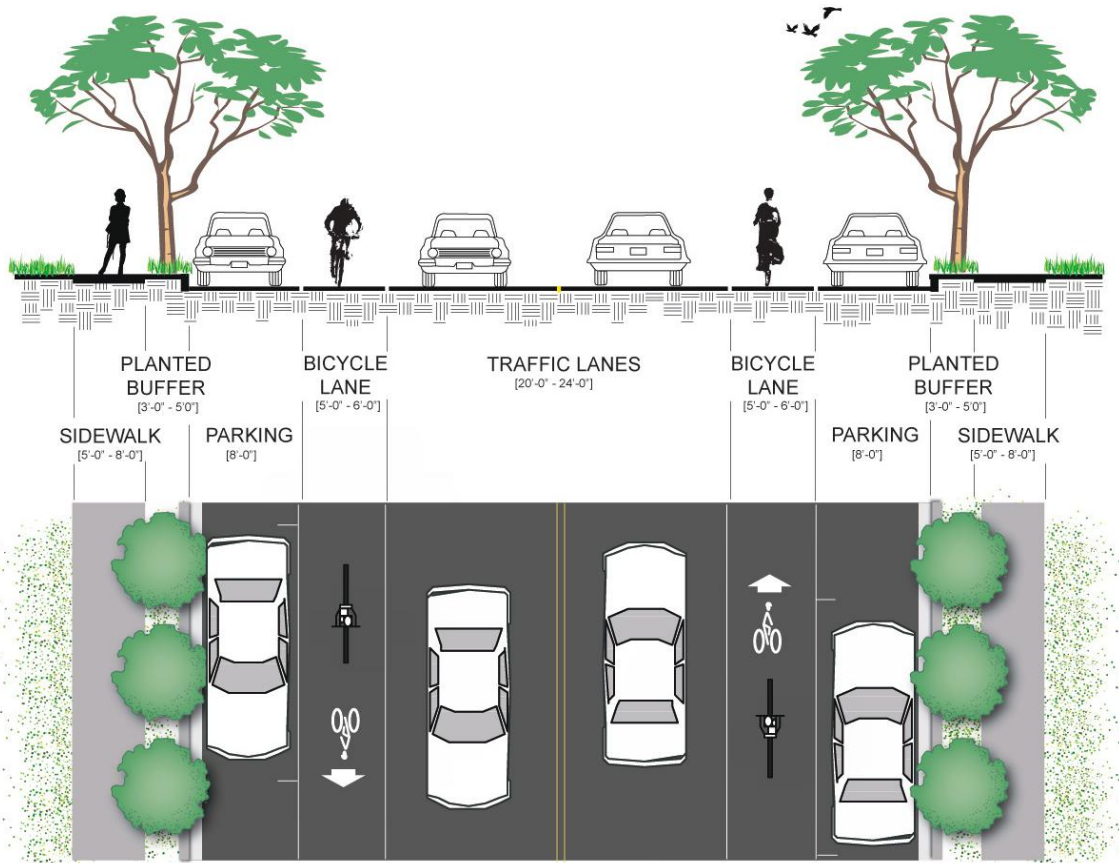 PLANTED
BUFFER
[3'-0" - 5'0"]
BICYCLE
LANE
[5'-0" - 6'-0"]
TRAFFIC LANES
[20'-0" - 24'-0"]
BICYCLE
LANE
[5'-0" - 6'-0"]
PLANTED
BUFFER
[3'-0" - 5'0"]
SIDEWALK
[5'-0" - 8'-0"]
PARKING
[8'-0"]
PARKING
[8'-0"]
SIDEWALK
[5'-0" - 8'-0"]